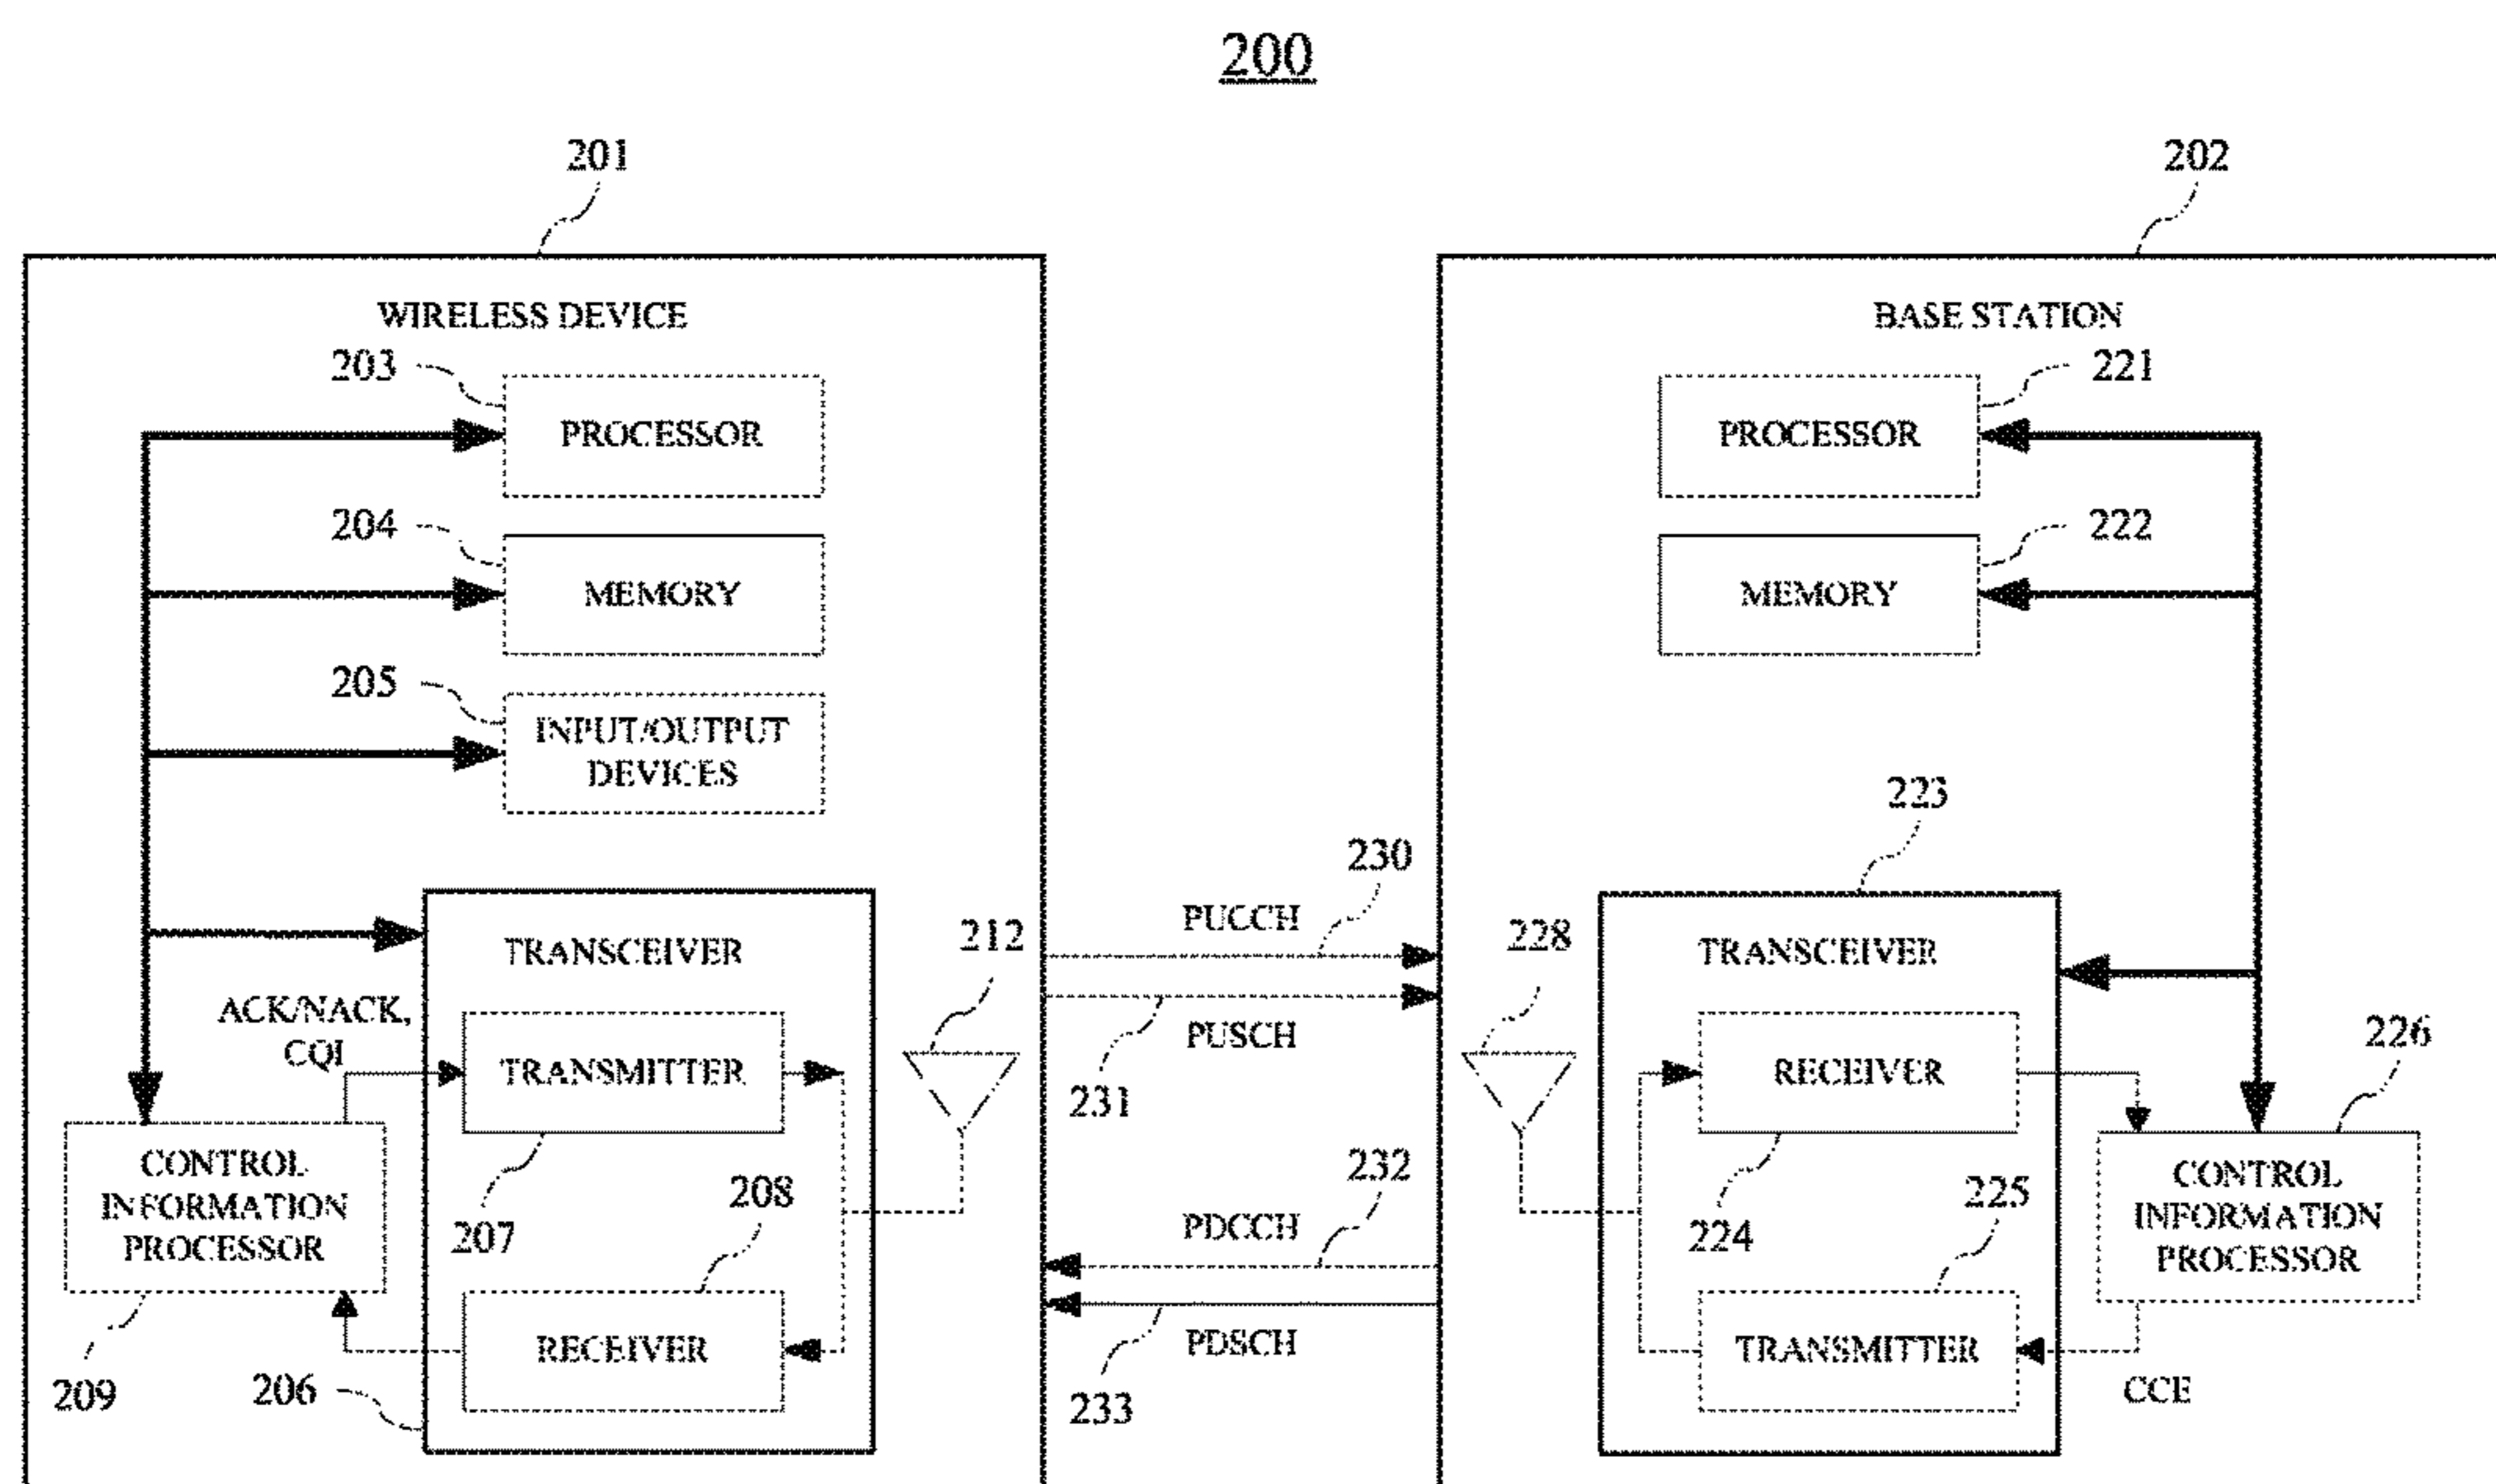 200
201
202
WIRELESS DEVICE
BASE STATION
203
PROCESSOR
PROCESSOR
221
204
MEMORY
MEMORY
222
205
INPUT/OUTPUT
DEVICES
223
230
PUCCH
212
228
TRANSCEIVER
TRANSCEIVER
ACK/NACK,
CQI
PUSCH
226
TRANSMITTER
RECEIVER
231
CONTROL
INFORMATION
PROCESSOR
232
CONTROL
INFORMATION
PROCESSOR
207
208
PDCCH
224
225
RECEIVER
PDSCH
TRANSMITTER
209
206
233
CCE